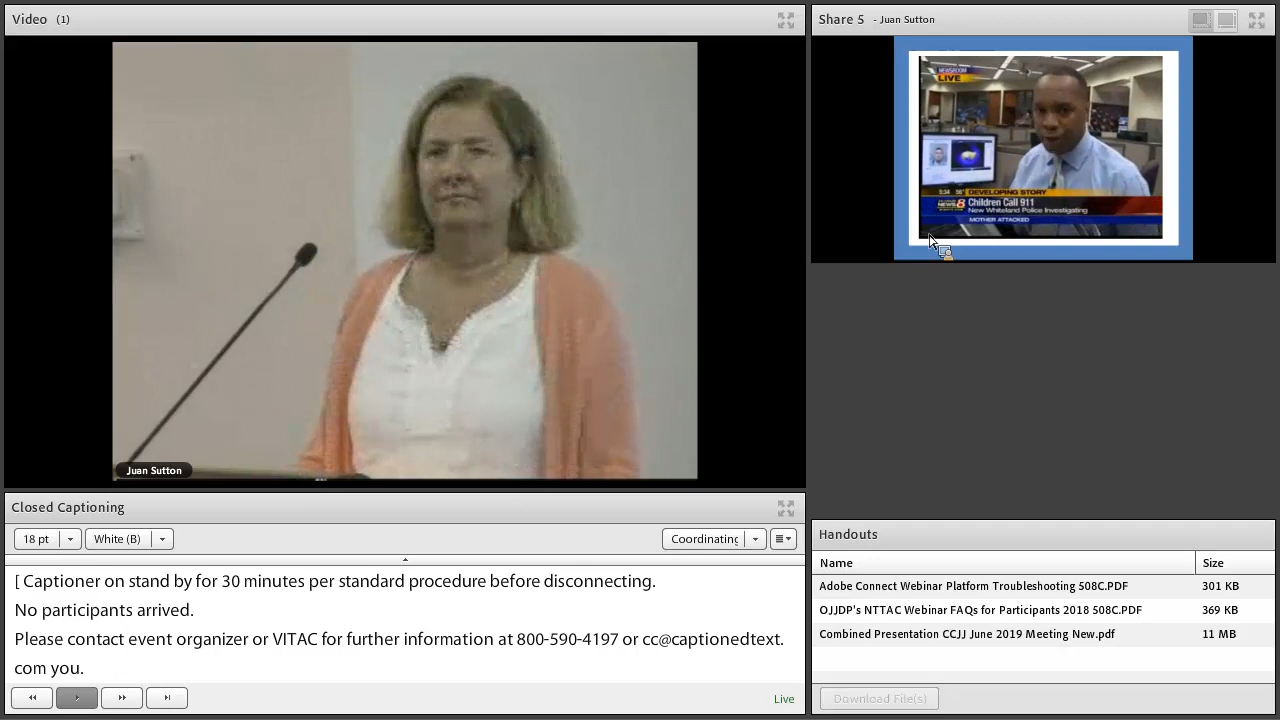 Video (1)
Juan Sutton
Share 5 - Juan Sutton
NEWSROOM
LIVE
DEVELOPING STORY
NEWS 8
Children Call 911
New Whiteland Police Investigating
MOTHER ATTACKED
Closed Captioning
18 pt
White (B)
Coordinating
[ Captioner on stand by for 30 minutes per standard procedure before disconnecting.
No participants arrived.
Please contact event organizer or VITAC for further information at 800-590-4197 or cc@captionedtext.
com you.
Live
Handouts
Name Size
Adobe Connect Webinar Platform Troubleshooting 508C.PDF 301 KB
OJJDP's NTTAC Webinar FAQs for Participants 2018 508C.PDF 369 KB
Combined Presentation CCJJ June 2019 Meeting New.pdf 11 MB
Download File(s)